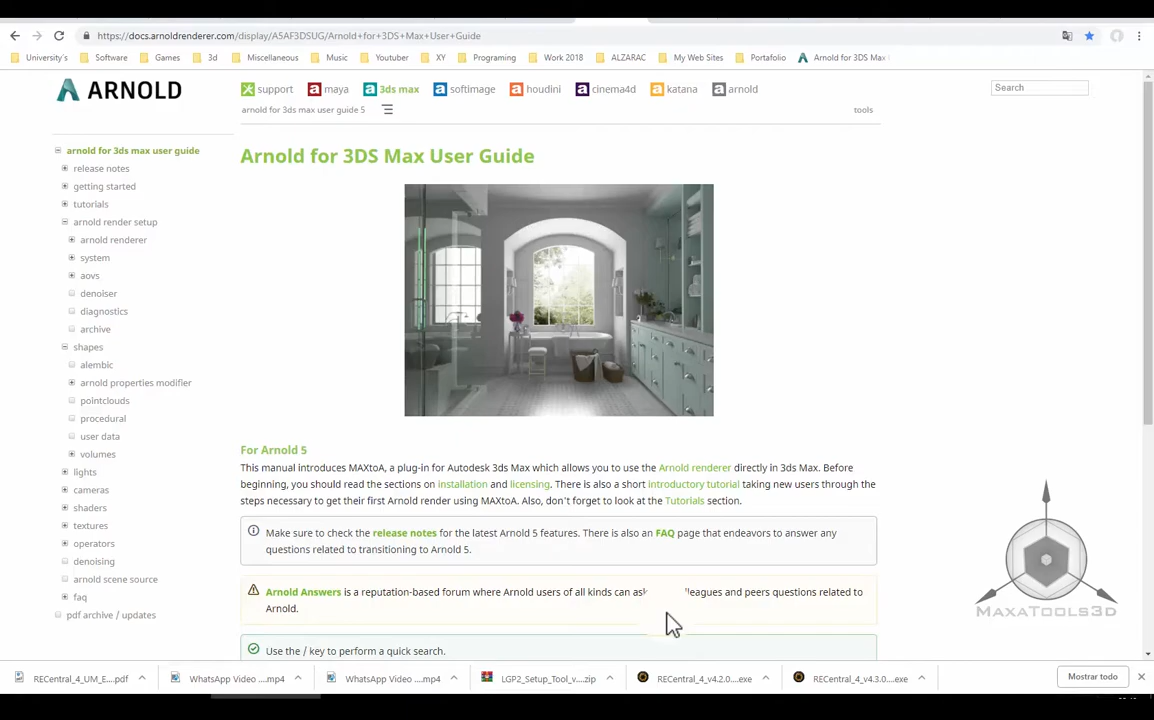 https://docs.arnoldrenderer.com/display/A5AF3DSUG/Arnold+for+3DS+Max+User+Guide
University's Software Games 3d Miscellaneous Music Youtuber XY Programing Work 2018 ALZARAC My Web Sites Portafolio Arnold for 3DS Max
ARNOLD
support maya 3ds max softimage houdini cinema4d katana arnold
Search
arnold for 3ds max user guide 5
tools
arnold for 3ds max user guide
release notes
getting started
tutorials
arnold render setup
arnold renderer
system
aovs
denoiser
diagnostics
archive
shapes
alembic
arnold properties modifier
pointclouds
procedural
user data
volumes
lights
cameras
shaders
textures
operators
denoising
arnold scene source
faq
pdf archive / updates
Arnold for 3DS Max User Guide
For Arnold 5
This manual introduces MAXtoA, a plug-in for Autodesk 3ds Max which allows you to use the Arnold renderer directly in 3ds Max. Before
beginning, you should read the sections on installation and licensing. There is also a short introductory tutorial taking new users through the
steps necessary to get their first Arnold render using MAXtoA. Also, don't forget to look at the Tutorials section.
Make sure to check the release notes for the latest Arnold 5 features. There is also an FAQ page that endeavors to answer any
questions related to transitioning to Arnold 5.
Arnold Answers is a reputation-based forum where Arnold users of all kinds can ask lleagues and peers questions related to
Arnold.
Use the / key to perform a quick search.
MAXATOOLS3D
RECentral_4_UM_E....pdf WhatsApp Video ....mp4 WhatsApp Video ....mp4 LGP2_Setup_Tool_v....zip RECentral_4_v4.2.0....exe RECentral_4_v4.3.0....exe Mostrar todo